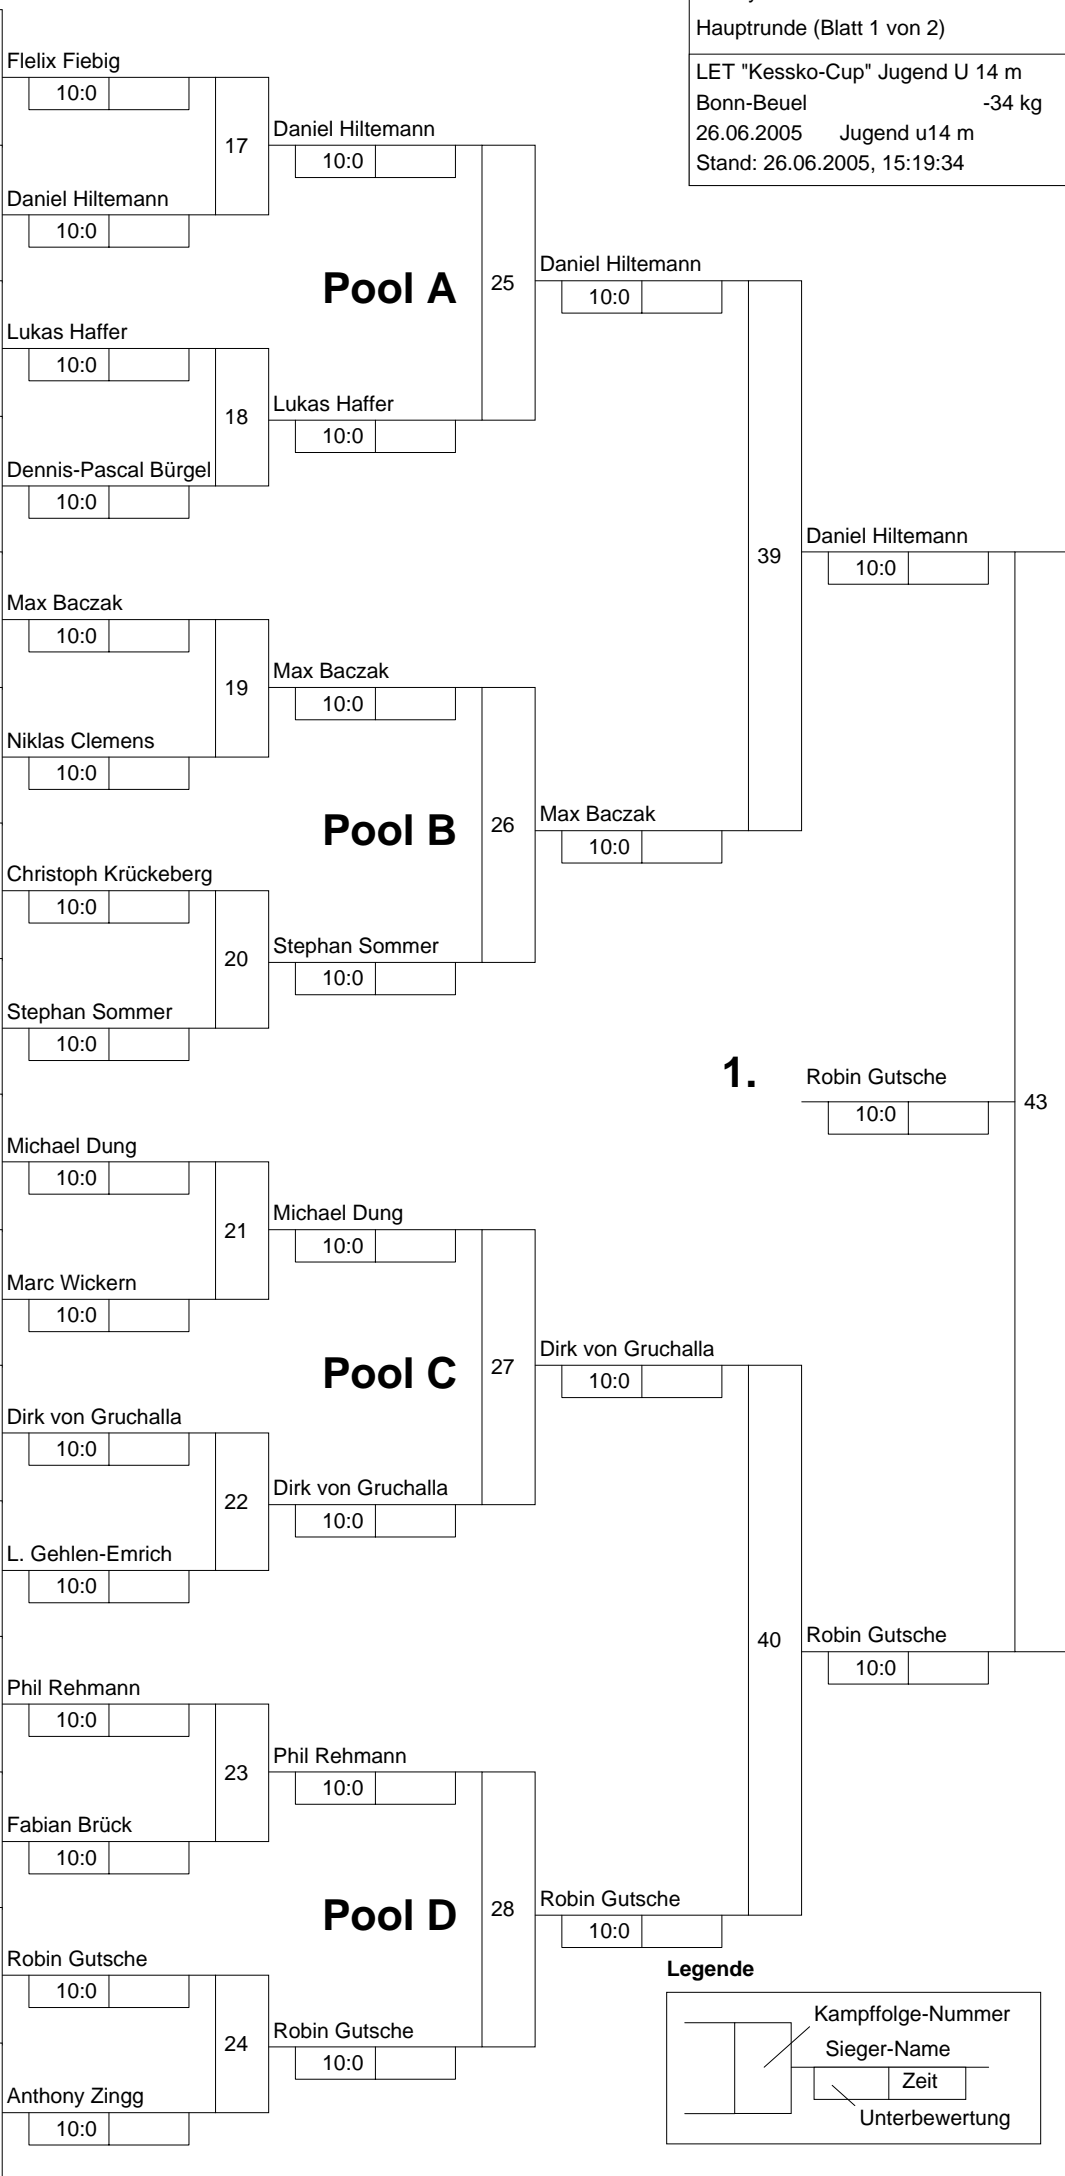 Hauptrunde (Blatt 1 von 2)
LET "Kessko-Cup" Jugend U 14 m
Bonn-Beuel -34 kg
26.06.2005 Jugend u14 m
Stand: 26.06.2005, 15:19:34
Flelix Fiebig
10:0
17
Daniel Hiltemann
10:0
Daniel Hiltemann
10:0
Pool A
25
Daniel Hiltemann
10:0
Lukas Haffer
10:0
18
Lukas Haffer
10:0
Dennis-Pascal Bürgel
10:0
39
Daniel Hiltemann
10:0
Max Baczak
10:0
19
Max Baczak
10:0
Niklas Clemens
10:0
Pool B
26
Max Baczak
10:0
Christoph Krückeberg
10:0
20
Stephan Sommer
10:0
Stephan Sommer
10:0
1.
Robin Gutsche
10:0
43
Michael Dung
10:0
21
Michael Dung
10:0
Marc Wickern
10:0
Pool C
27
Dirk von Gruchalla
10:0
Dirk von Gruchalla
10:0
22
Dirk von Gruchalla
10:0
L. Gehlen-Emrich
10:0
40
Robin Gutsche
10:0
Phil Rehmann
10:0
23
Phil Rehmann
10:0
Fabian Brück
10:0
Pool D
28
Robin Gutsche
10:0
Robin Gutsche
10:0
24
Robin Gutsche
10:0
Anthony Zingg
10:0
Legende
Kampffolge-Nummer
Sieger-Name
Zeit
Unterbewertung